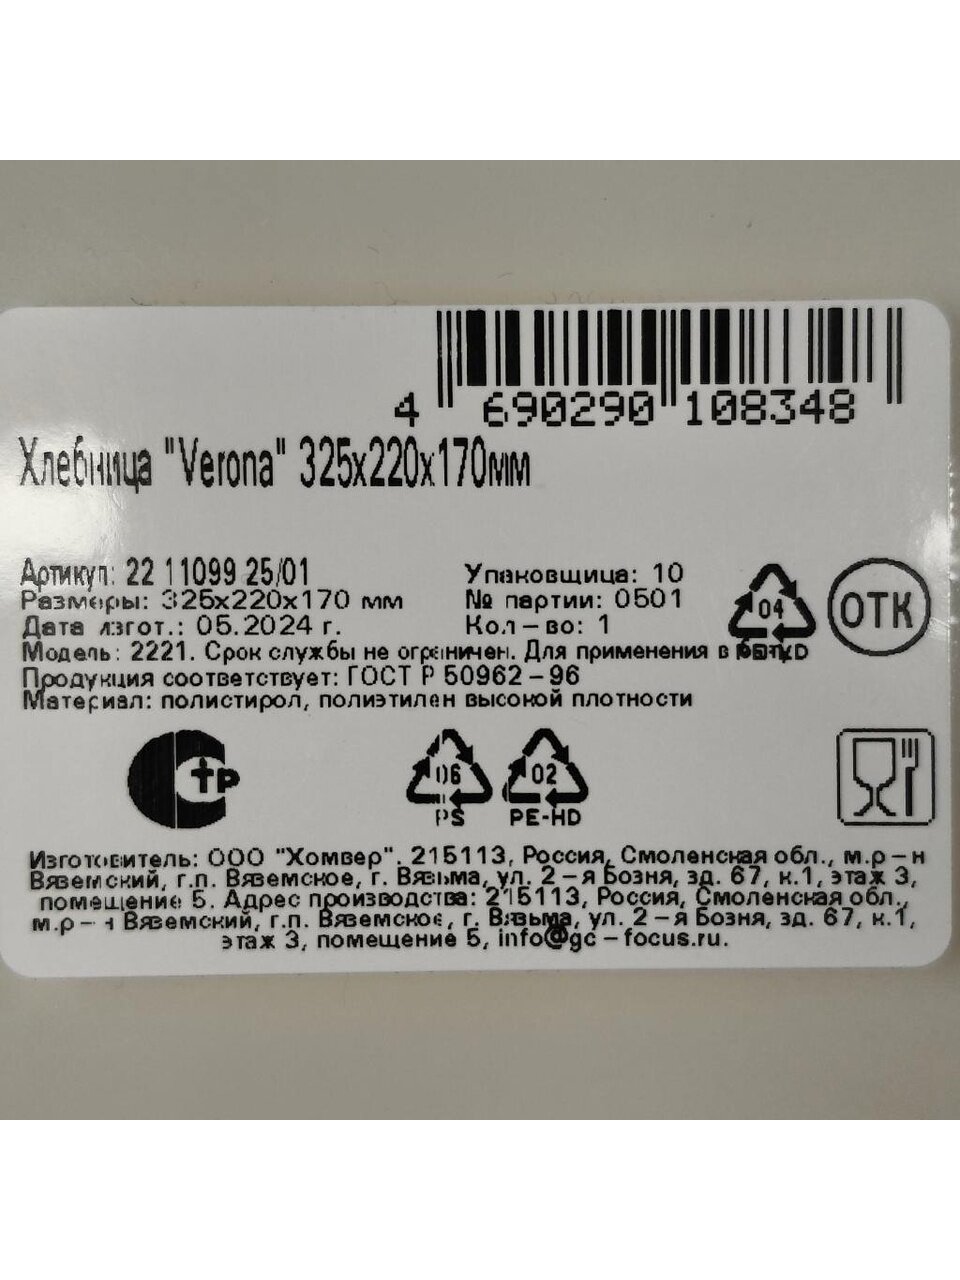 4 690290 108348
Хлебница "Verona" 325х220х170мм
Артикул: 22 11099 25/01
Упаковщица: 10
Размеры: 325х220х170 мм
№ партии: 0501
Дата изгот.: 05.2024 г.
Кол-во: 1
04
ОТК
Модель: 2221. Срок службы не ограничен. Для применения в
Продукция соответствует: ГОСТ Р 50962-96
Материал: полистирол, полиэтилен высокой плотности
СТР
06
PS
02
PE-HD
Изготовитель: ООО "Хомвер". 215113, Россия, Смоленская обл., м.р-н
Вяземский, г.п. Вяземское, г. Вязьма, ул. 2-я Бозня, зд. 67, к.1, этаж 3,
помещение 5. Адрес производства: 215113, Россия, Смоленская обл.,
м.р-н Вяземский, г.п. Вяземское, г. Вязьма, ул. 2-я Бозня, зд. 67, к.1,
этаж 3, помещение 5, info@gc-focus.ru.